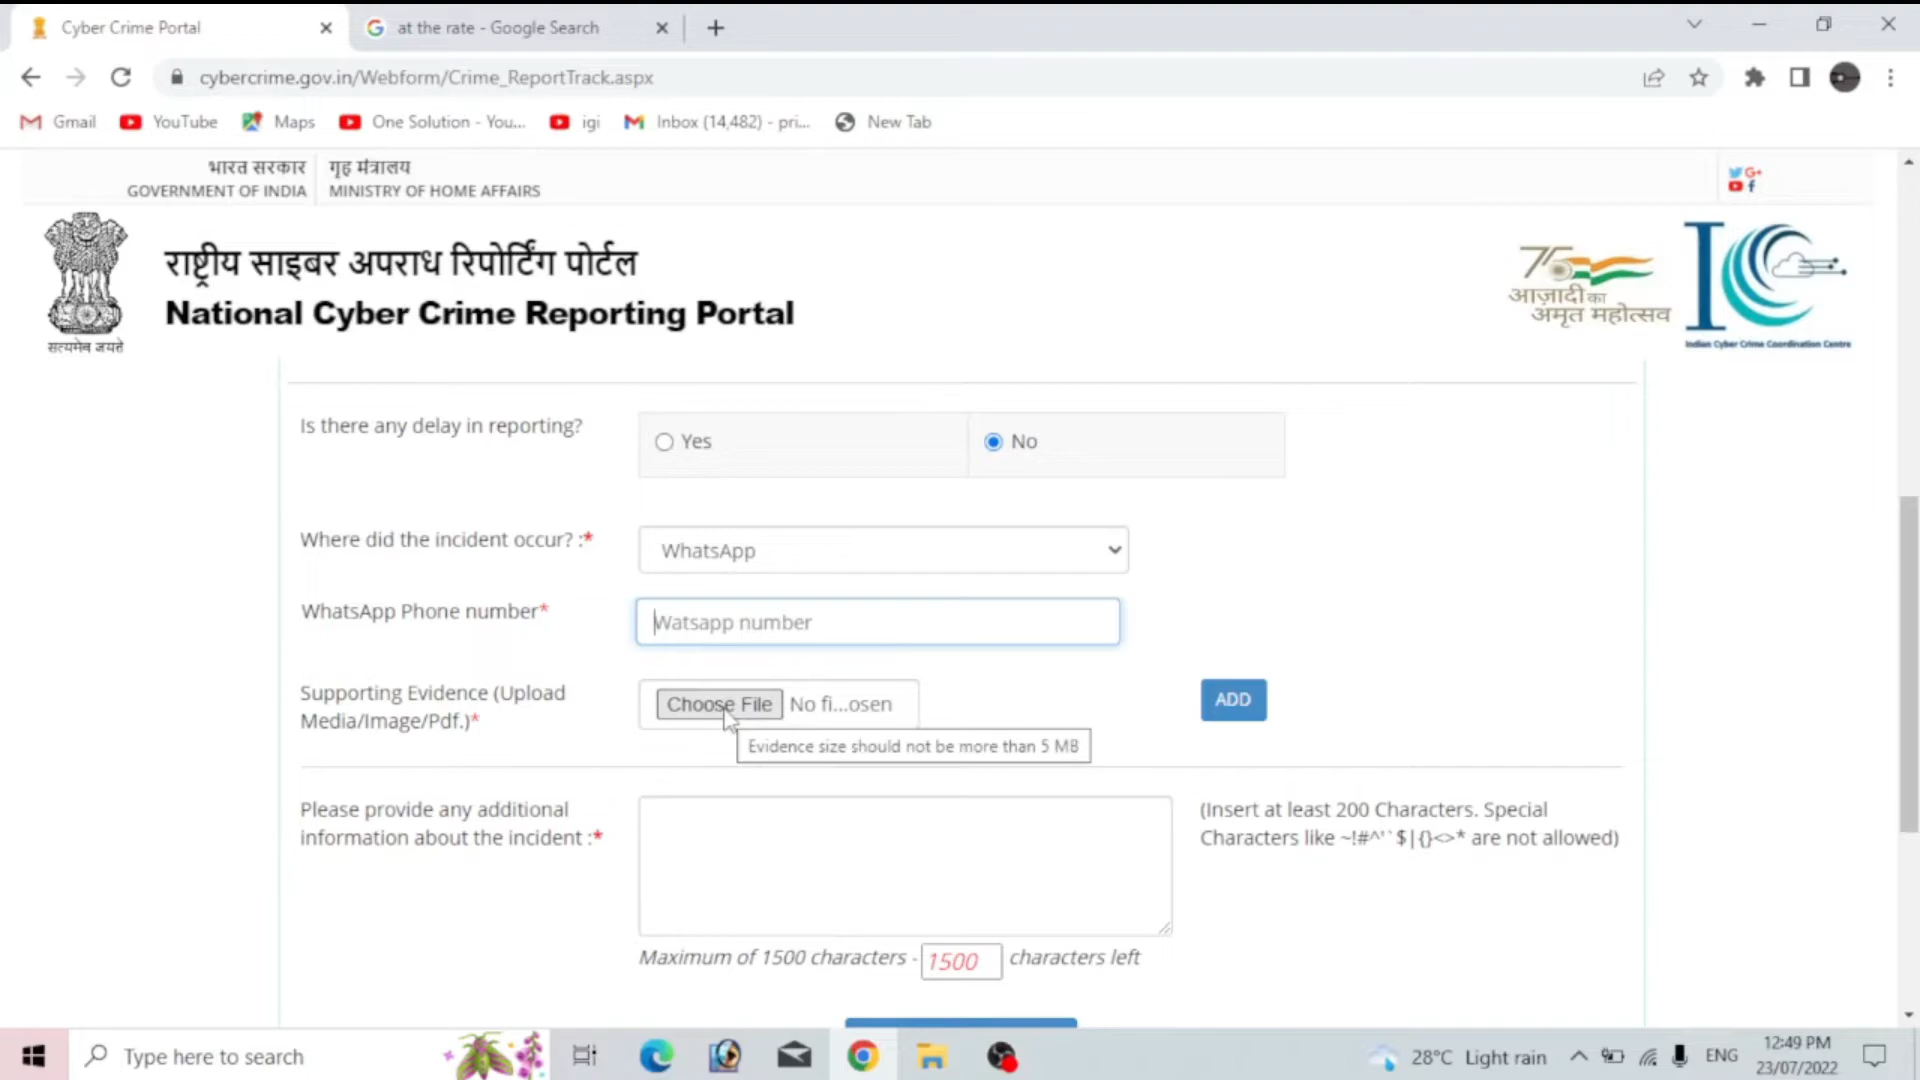 Cyber Crime Portal
at the rate - Google Search
cybercrime.gov.in/Webform/Crime_ReportTrack.aspx
Gmail YouTube Maps One Solution - You... igi Inbox (14,482) - pri... New Tab
भारत सरकार गृह मंत्रालय
GOVERNMENT OF INDIA MINISTRY OF HOME AFFAIRS
राष्ट्रीय साइबर अपराध रिपोर्टिंग पोर्टल
National Cyber Crime Reporting Portal
सत्यमेव जयते
आज़ादी का
अमृत महोत्सव
Indian Cyber Crime Coordination Centre
Is there any delay in reporting?
Yes
No
Where did the incident occur? :*
WhatsApp
WhatsApp Phone number*
Watsapp number
Supporting Evidence (Upload
Media/Image/Pdf.)*
Choose File No fi...osen
ADD
Evidence size should not be more than 5 MB
Please provide any additional
information about the incident :*
(Insert at least 200 Characters. Special
Characters like ~!#^'`$|{}<>* are not allowed)
Maximum of 1500 characters - 1500 characters left
Type here to search
28°C Light rain
ENG
12:49 PM
23/07/2022